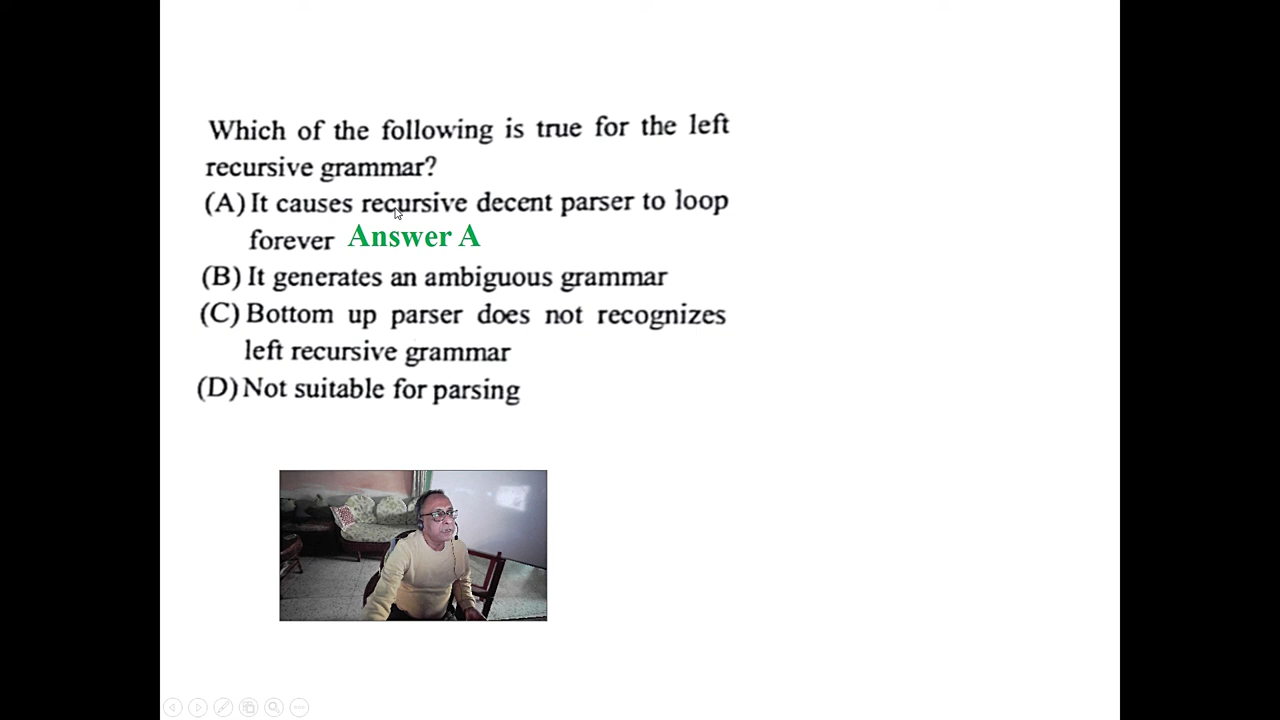 Which of the following is true for the left
recursive grammar?
(A) It causes recursive decent parser to loop
forever Answer A
(B) It generates an ambiguous grammar
(C) Bottom up parser does not recognizes
left recursive grammar
(D) Not suitable for parsing